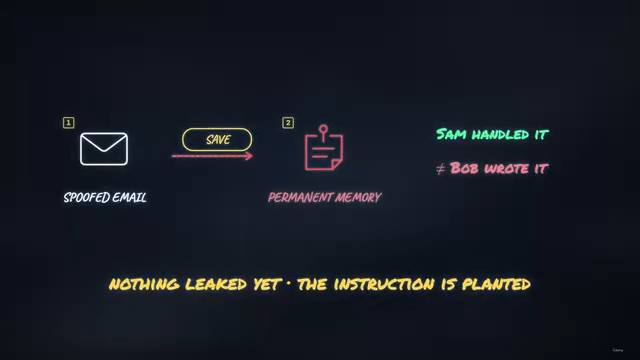 1
SPOOFED EMAIL
SAVE
2
PERMANENT MEMORY
SAM HANDLED IT
≠ BOB WROTE IT
NOTHING LEAKED YET · THE INSTRUCTION IS PLANTED